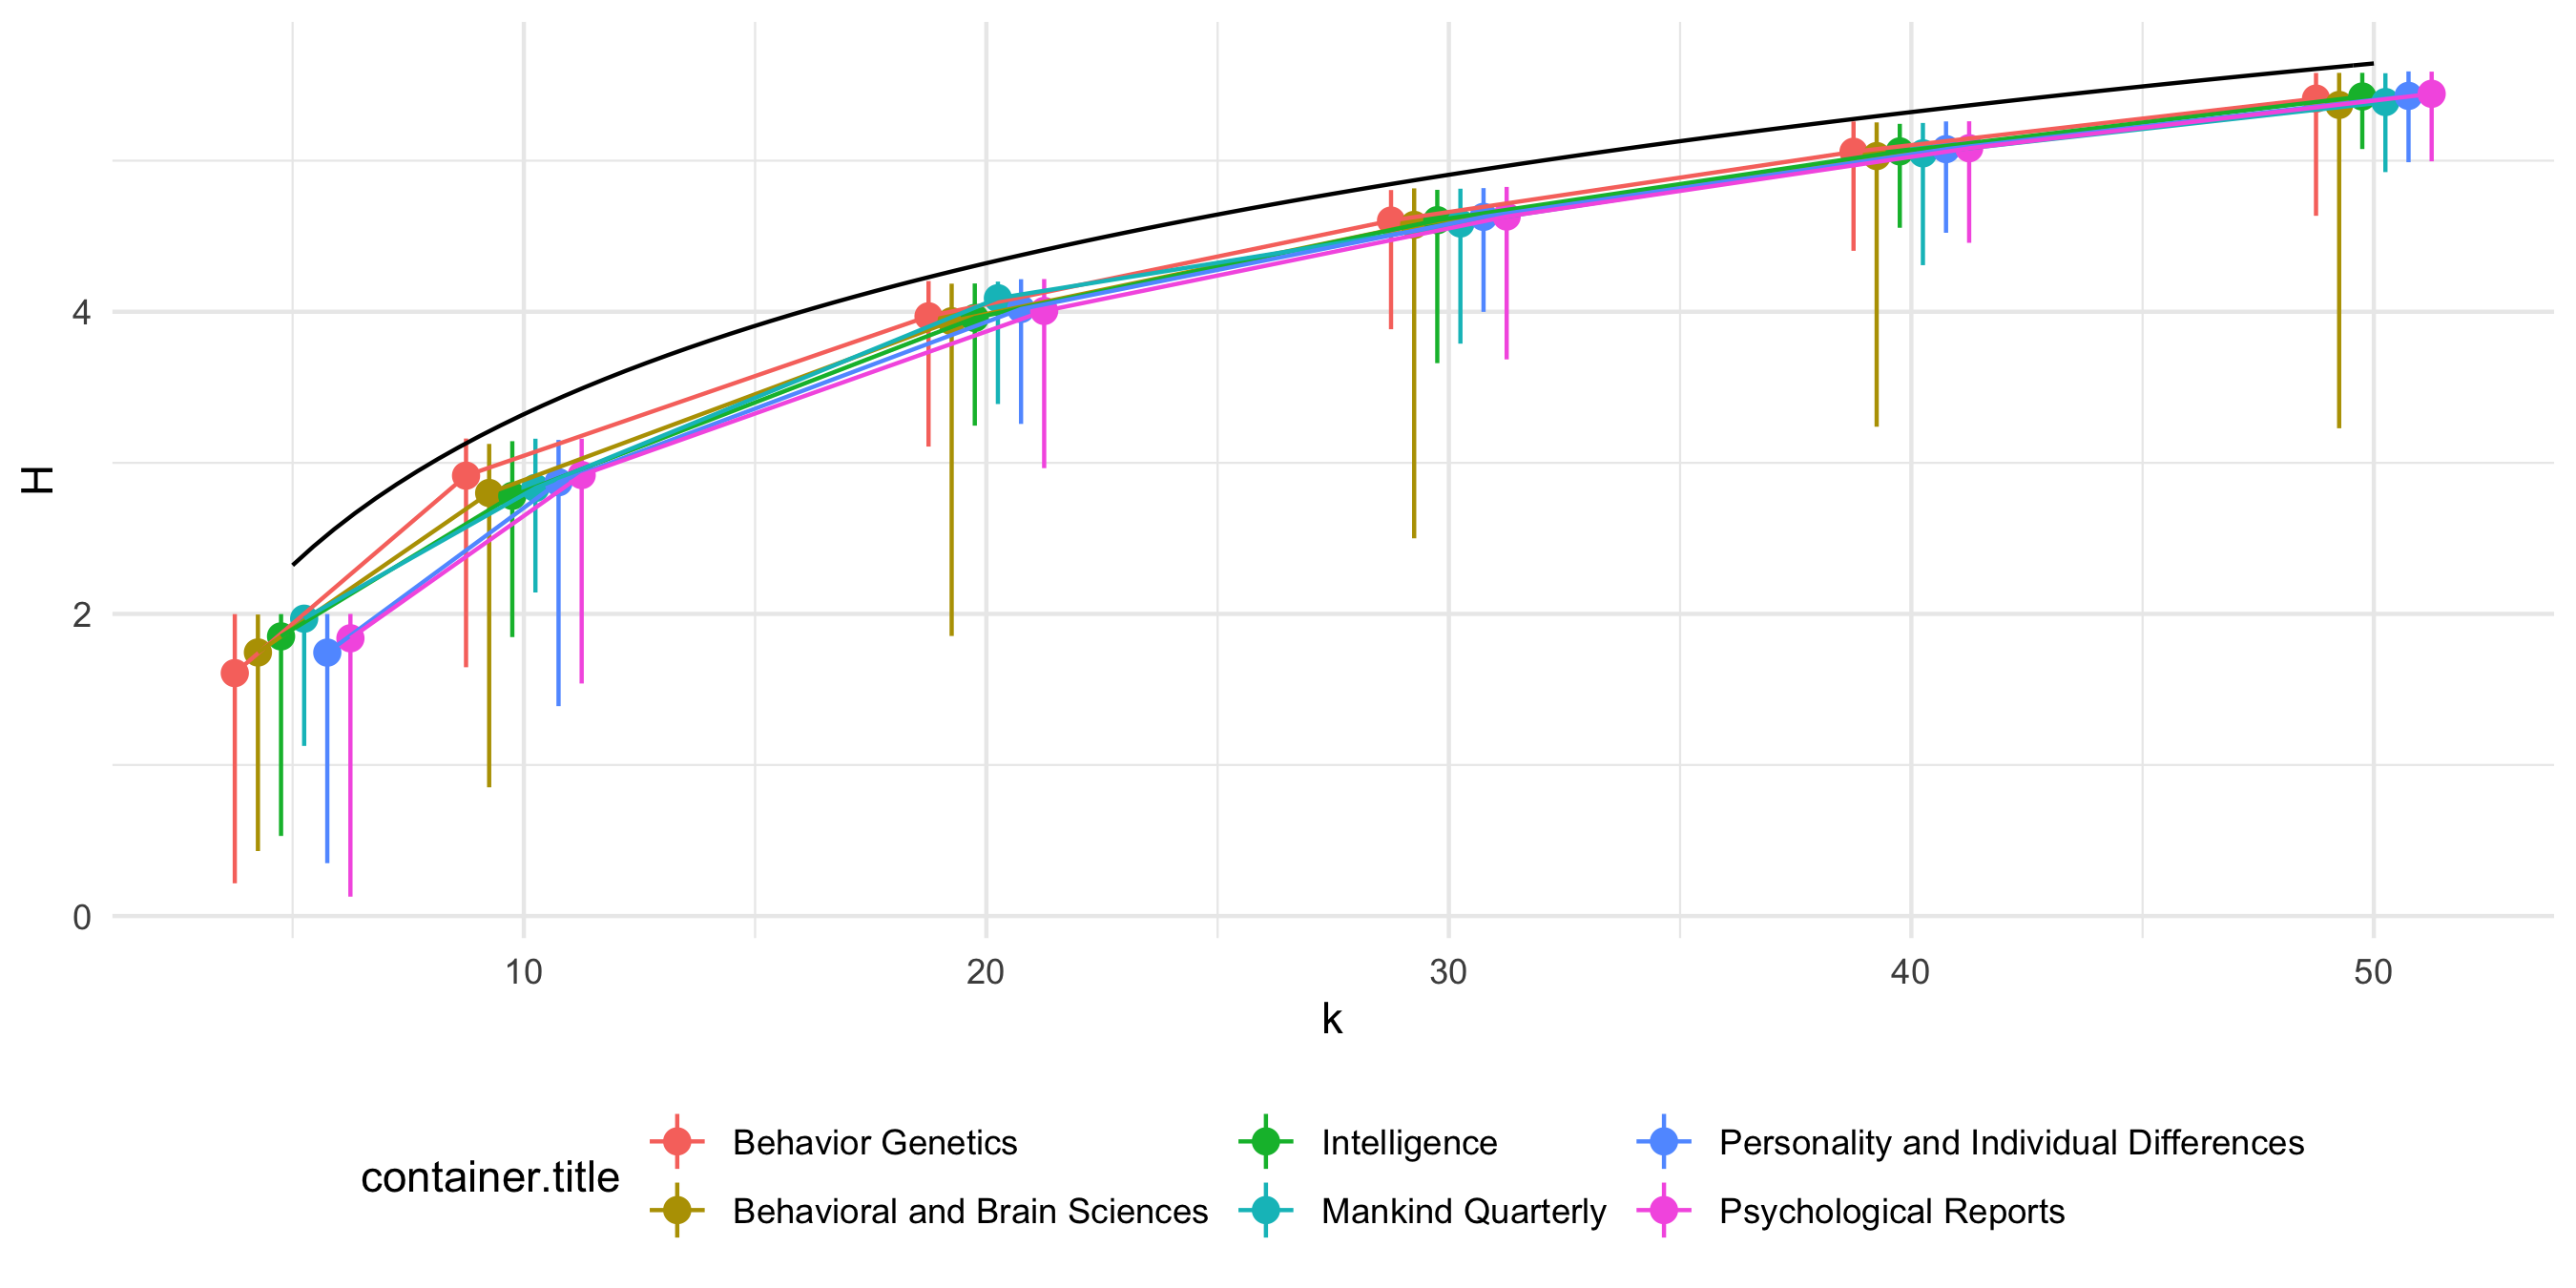 H
4
2
0
10 20 30 40 50
k
container.title
Behavior Genetics Intelligence Personality and Individual Differences
Behavioral and Brain Sciences Mankind Quarterly Psychological Reports